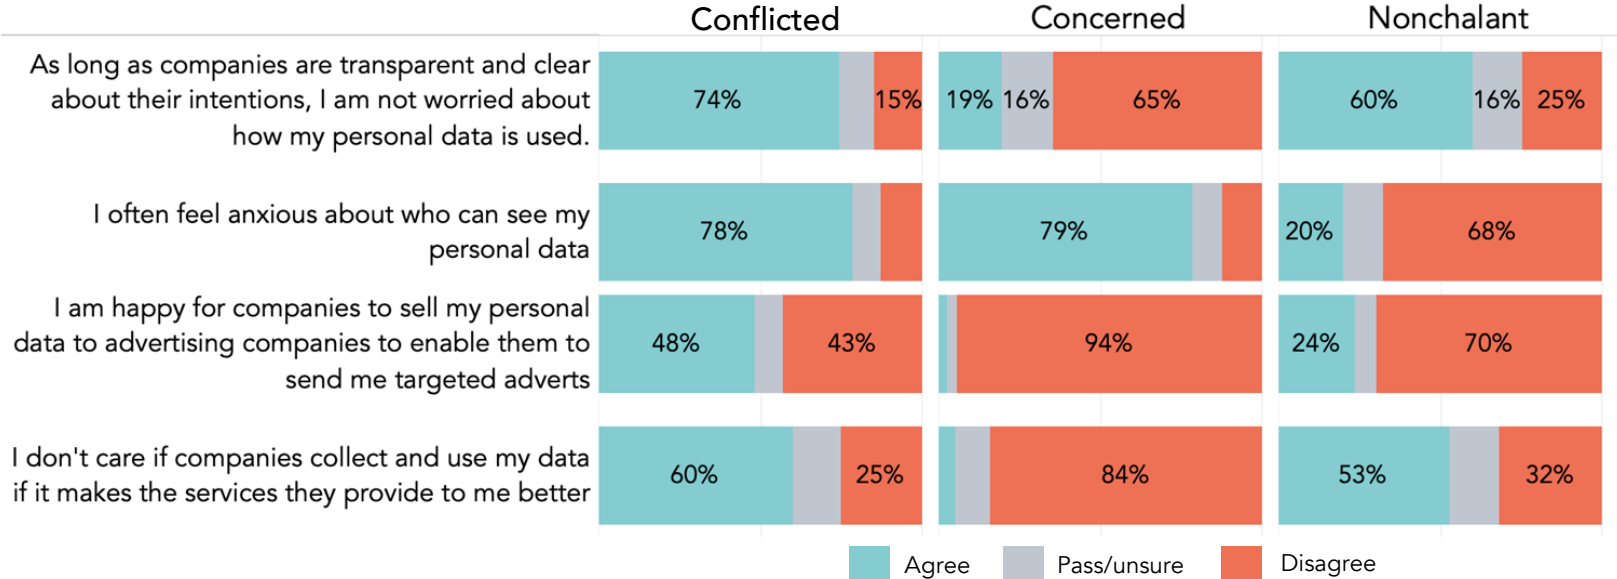 Conflicted Concerned Nonchalant
As long as companies are transparent and clear
about their intentions, I am not worried about
how my personal data is used.
74% 15% 19% 16% 65% 60% 16% 25%
I often feel anxious about who can see my
personal data
78% 79% 20% 68%
I am happy for companies to sell my personal
data to advertising companies to enable them to
send me targeted adverts
48% 43% 94% 24% 70%
I don't care if companies collect and use my data
if it makes the services they provide to me better
60% 25% 84% 53% 32%
Agree Pass/unsure Disagree